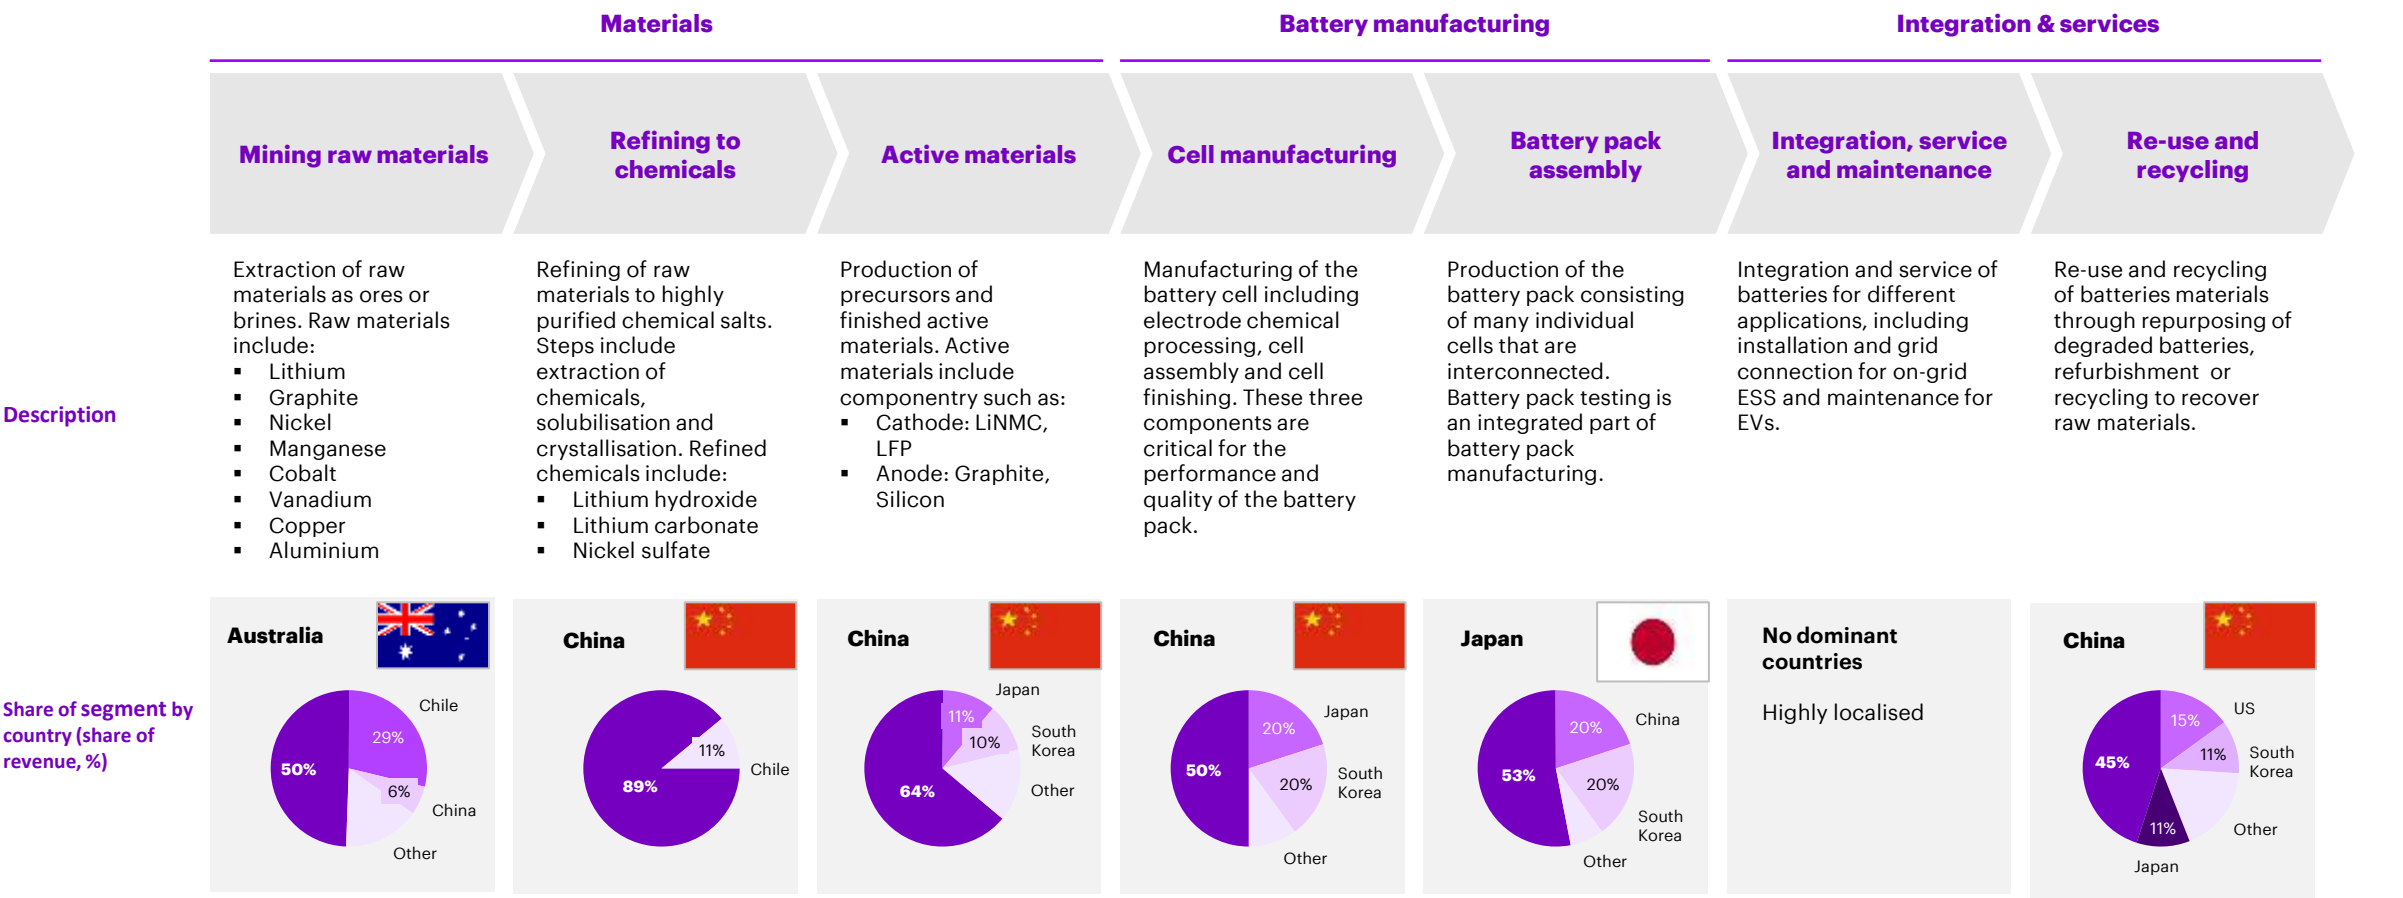 Materials
Battery manufacturing
Integration & services
Mining raw materials
Refining to
chemicals
Active materials
Cell manufacturing
Battery pack
assembly
Integration, service
and maintenance
Re-use and
recycling
Description
Extraction of raw
materials as ores or
brines. Raw materials
include:
▪ Lithium
▪ Graphite
▪ Nickel
▪ Manganese
▪ Cobalt
▪ Vanadium
▪ Copper
▪ Aluminium
Refining of raw
materials to highly
purified chemical salts.
Steps include
extraction of
chemicals,
solubilisation and
crystallisation. Refined
chemicals include:
▪ Lithium hydroxide
▪ Lithium carbonate
▪ Nickel sulfate
Production of
precursors and
finished active
materials. Active
materials include
componentry such as:
▪ Cathode: LiNMC,
LFP
▪ Anode: Graphite,
Silicon
Manufacturing of the
battery cell including
electrode chemical
processing, cell
assembly and cell
finishing. These three
components are
critical for the
performance and
quality of the battery
pack.
Production of the
battery pack consisting
of many individual
cells that are
interconnected.
Battery pack testing is
an integrated part of
battery pack
manufacturing.
Integration and service of
batteries for different
applications, including
installation and grid
connection for on-grid
ESS and maintenance for
EVs.
Re-use and recycling
of batteries materials
through repurposing of
degraded batteries,
refurbishment or
recycling to recover
raw materials.
Share of segment by
country (share of
revenue, %)
Australia
Chile
29%
50%
6%
China
Other
China
11%
Chile
89%
China
Japan
11%
South
Korea
10%
64%
Other
China
Japan
20%
50%
South
Korea
20%
Other
Japan
China
20%
53%
20%
South
Korea
Other
No dominant
countries
Highly localised
China
US
15%
11%
South
Korea
45%
11%
Other
Japan